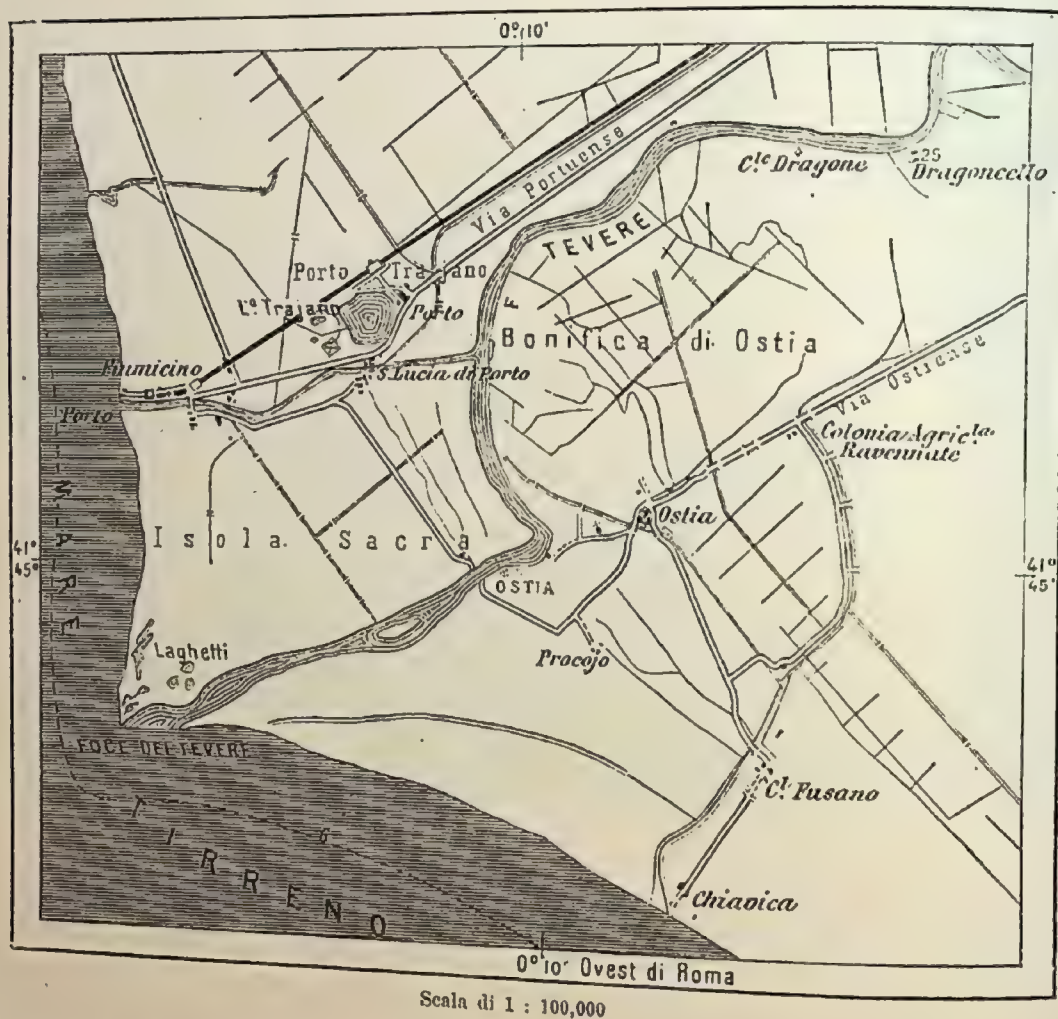 0° 10'
Via Portuense
C.le Dragone
25
Dragoncello
F. TEVERE
Porto Trajano
L.o Trajano
Porto
Bonifica di Ostia
Fiumicino
S. Lucia di Porto
Porto
Via Ostiense
Colonia Agric.la
Ravennate
Ostia
MARE
Isola Sacra
41°
45'
41°
45'
OSTIA
Procojo
Laghetti
FOCE DEL TEVERE
C.l Fusano
6
TIRRENO
Chiavica
0° 10' Ovest di Roma
Scala di 1 : 100,000